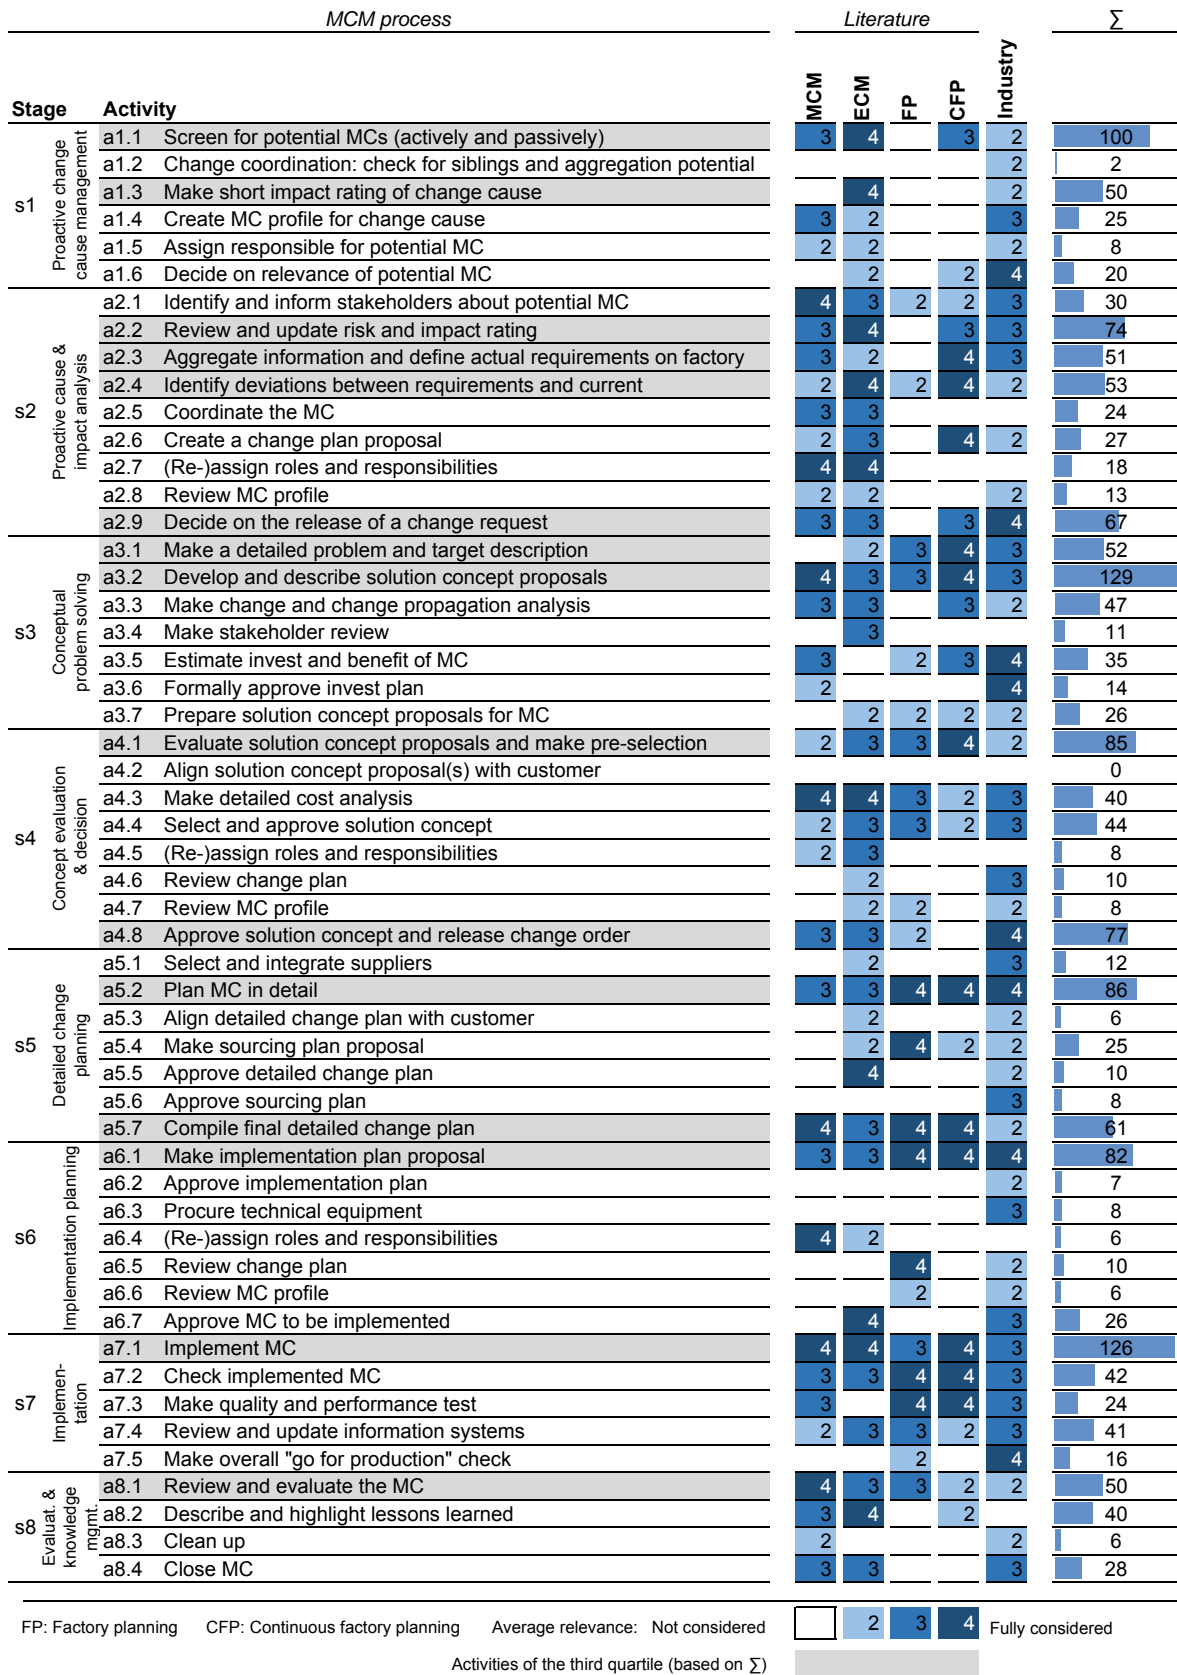 MCM process Literature ∑
Stage Activity MCM ECM FP CFP Industry
s1 Proactive change cause management
a1.1 Screen for potential MCs (actively and passively) 3 4 3 2 100
a1.2 Change coordination: check for siblings and aggregation potential 2 2
a1.3 Make short impact rating of change cause 4 2 50
a1.4 Create MC profile for change cause 3 2 3 25
a1.5 Assign responsible for potential MC 2 2 2 8
a1.6 Decide on relevance of potential MC 2 2 4 20
s2 Proactive cause & impact analysis
a2.1 Identify and inform stakeholders about potential MC 4 3 2 2 3 30
a2.2 Review and update risk and impact rating 3 4 3 3 74
a2.3 Aggregate information and define actual requirements on factory 3 2 4 3 51
a2.4 Identify deviations between requirements and current 2 4 2 4 2 53
a2.5 Coordinate the MC 3 3 24
a2.6 Create a change plan proposal 2 3 4 2 27
a2.7 (Re-)assign roles and responsibilities 4 4 18
a2.8 Review MC profile 2 2 2 13
a2.9 Decide on the release of a change request 3 3 3 4 67
s3 Conceptual problem solving
a3.1 Make a detailed problem and target description 2 3 4 3 52
a3.2 Develop and describe solution concept proposals 4 3 3 4 3 129
a3.3 Make change and change propagation analysis 3 3 3 2 47
a3.4 Make stakeholder review 3 11
a3.5 Estimate invest and benefit of MC 3 2 3 4 35
a3.6 Formally approve invest plan 2 4 14
a3.7 Prepare solution concept proposals for MC 2 2 2 2 26
s4 Concept evaluation & decision
a4.1 Evaluate solution concept proposals and make pre-selection 2 3 3 4 2 85
a4.2 Align solution concept proposal(s) with customer 0
a4.3 Make detailed cost analysis 4 4 3 2 3 40
a4.4 Select and approve solution concept 2 3 3 2 3 44
a4.5 (Re-)assign roles and responsibilities 2 3 8
a4.6 Review change plan 2 3 10
a4.7 Review MC profile 2 2 2 8
a4.8 Approve solution concept and release change order 3 3 2 4 77
s5 Detailed change planning
a5.1 Select and integrate suppliers 2 3 12
a5.2 Plan MC in detail 3 3 4 4 4 86
a5.3 Align detailed change plan with customer 2 2 6
a5.4 Make sourcing plan proposal 2 4 2 2 25
a5.5 Approve detailed change plan 4 2 10
a5.6 Approve sourcing plan 3 8
a5.7 Compile final detailed change plan 4 3 4 4 2 61
s6 Implementation planning
a6.1 Make implementation plan proposal 3 3 4 4 4 82
a6.2 Approve implementation plan 2 7
a6.3 Procure technical equipment 3 8
a6.4 (Re-)assign roles and responsibilities 4 2 6
a6.5 Review change plan 4 2 10
a6.6 Review MC profile 2 2 6
a6.7 Approve MC to be implemented 4 3 26
s7 Implemen- tation
a7.1 Implement MC 4 4 3 4 3 126
a7.2 Check implemented MC 3 3 4 4 3 42
a7.3 Make quality and performance test 3 4 4 3 24
a7.4 Review and update information systems 2 3 3 2 3 41
a7.5 Make overall "go for production" check 2 4 16
s8 Evaluat. & knowledge mgmt.
a8.1 Review and evaluate the MC 4 3 3 2 2 50
a8.2 Describe and highlight lessons learned 3 4 2 40
a8.3 Clean up 2 2 6
a8.4 Close MC 3 3 3 28
FP: Factory planning CFP: Continuous factory planning Average relevance: Not considered 2 3 4 Fully considered
Activities of the third quartile (based on ∑)